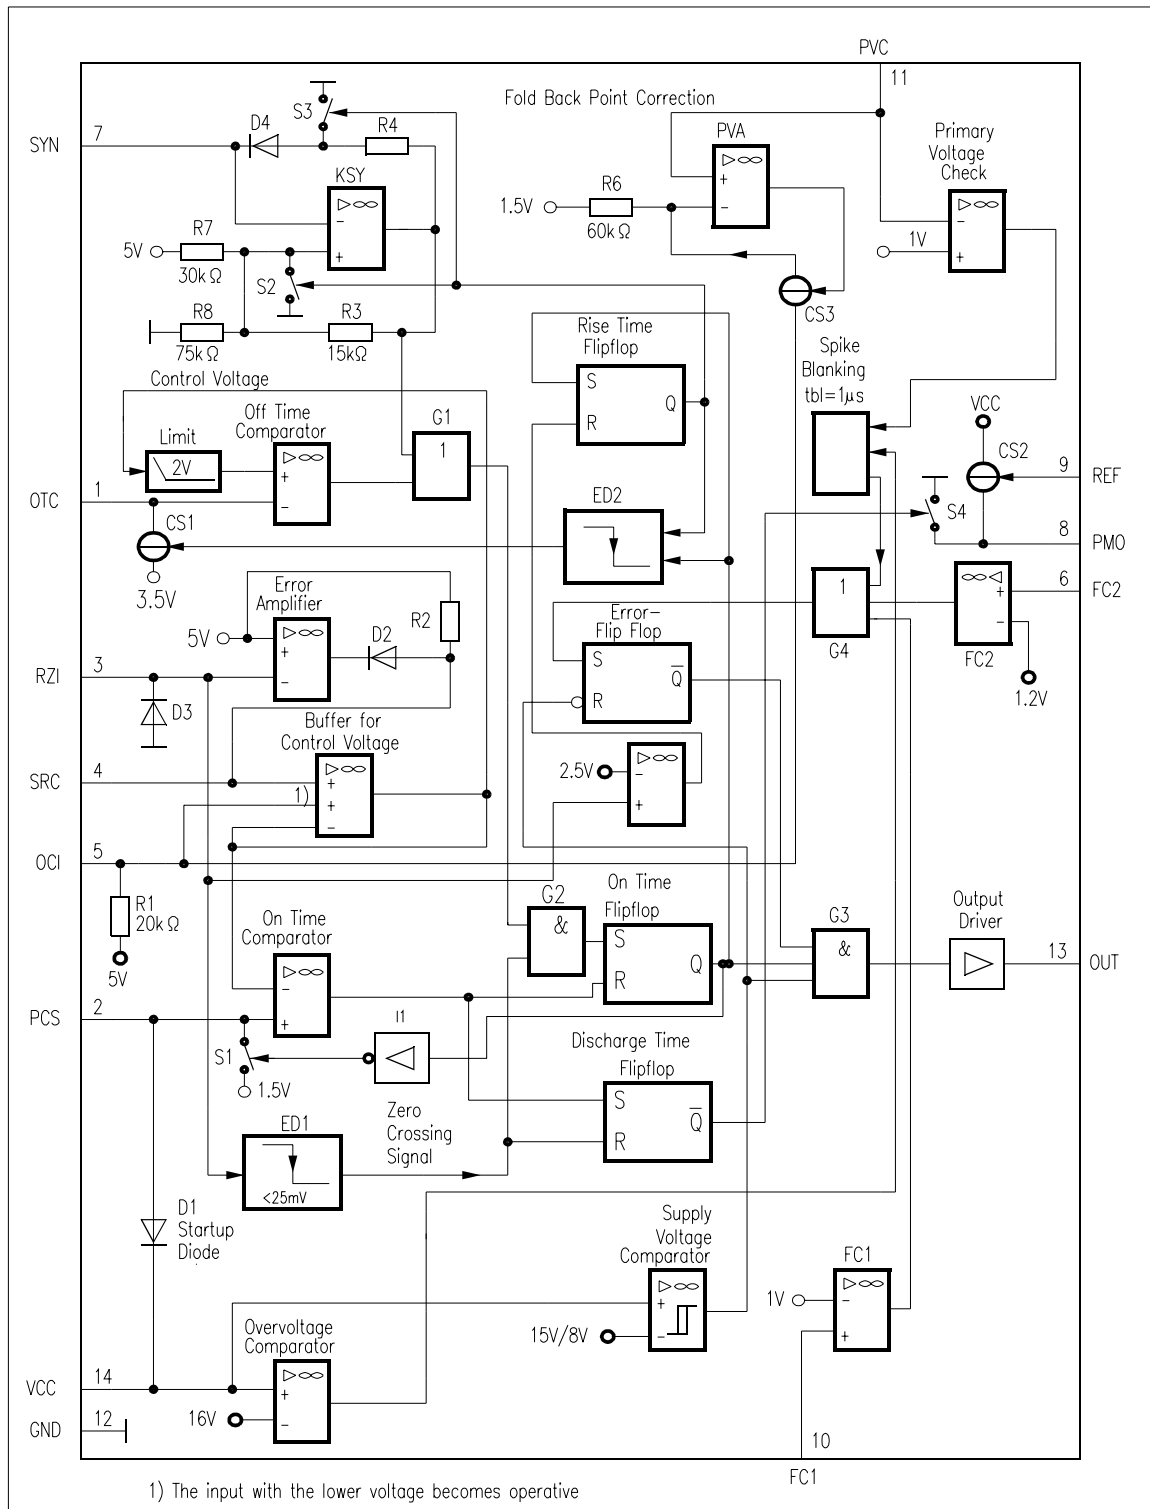 PVC
11
Fold Back Point Correction
S3
D4
R4
PVA
Primary
Voltage
Check
SYN
7
▷∞
+
−
KSY
▷∞
−
+
R6
1.5V
60kΩ
▷∞
−
+
1V
R7
5V
30kΩ
S2
CS3
R8
75kΩ
R3
15kΩ
Rise Time
Flipflop
S
R
Q
Spike
Blanking
tbl=1μs
Control Voltage
Off Time
Comparator
G1
1
VCC
CS2
9
REF
Limit
2V
▷∞
+
−
OTC
1
CS1
3.5V
ED2
S4
8
PMO
6
FC2
∞◁
+
−
FC2
1.2V
1
G4
Error
Amplifier
5V
▷∞
+
−
D2
R2
Error−
Flip Flop
S
R
Q
RZI
3
D3
Buffer for
Control Voltage
▷∞
+
+
−
1)
SRC
4
2.5V
▷∞
−
+
OCI
5
R1
20kΩ
5V
On Time
Comparator
▷∞
−
+
G2
&
On Time
Flipflop
S
R
Q
G3
&
Output
Driver
▷
13
OUT
PCS
2
S1
1.5V
I1
Discharge Time
Flipflop
S
R
Q
ED1
<25mV
Zero
Crossing
Signal
D1
Startup
Diode
Supply
Voltage
Comparator
▷∞
+
−
15V/8V
FC1
▷∞
−
+
1V
Overvoltage
Comparator
▷∞
+
−
16V
VCC
14
GND
12
10
FC1
1) The input with the lower voltage becomes operative